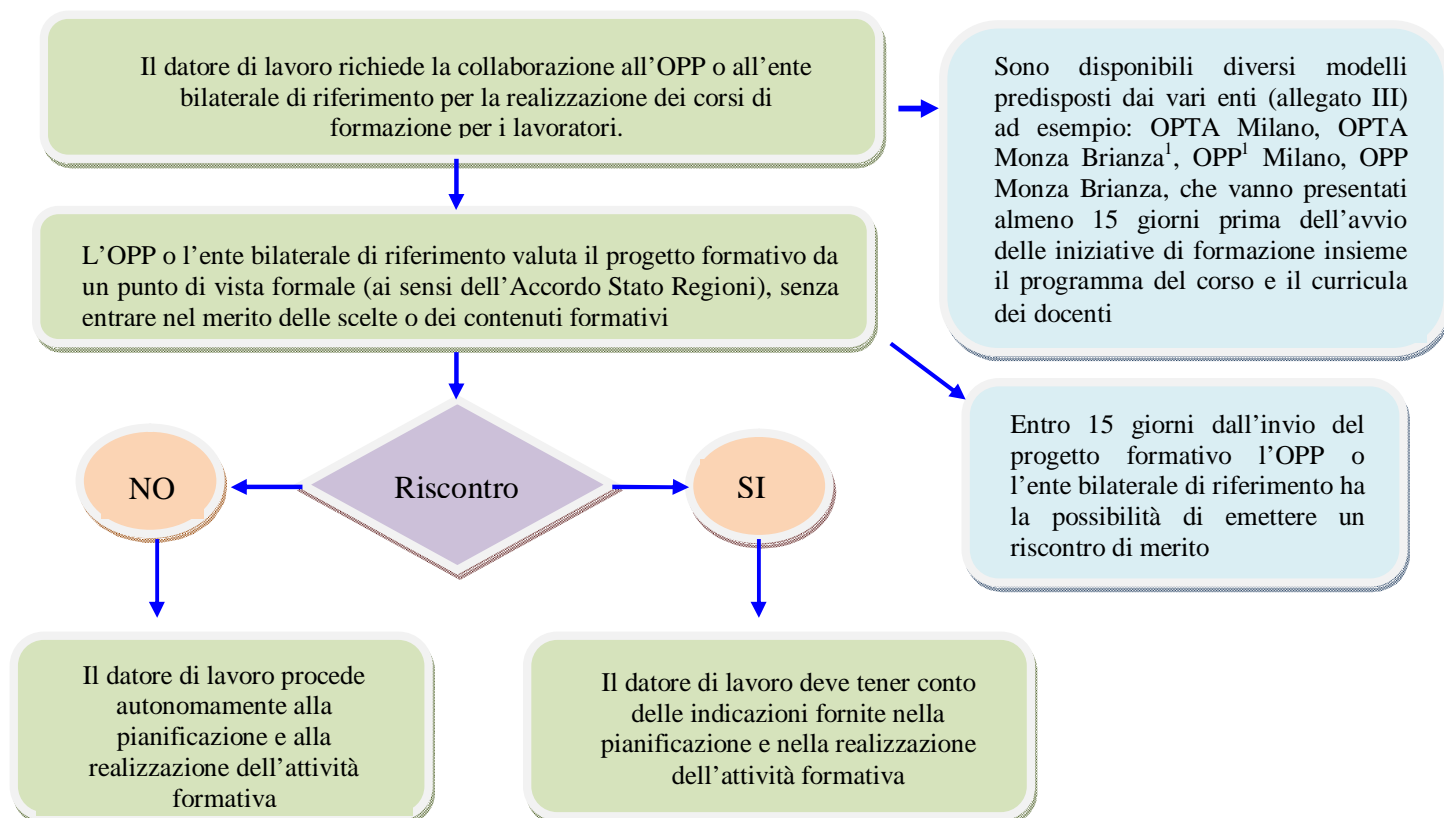 Il datore di lavoro richiede la collaborazione all'OPP o all'ente
bilaterale di riferimento per la realizzazione dei corsi di
formazione per i lavoratori.
Sono disponibili diversi modelli
predisposti dai vari enti (allegato III)
ad esempio: OPTA Milano, OPTA
Monza Brianza¹, OPP¹ Milano, OPP
Monza Brianza, che vanno presentati
almeno 15 giorni prima dell'avvio
delle iniziative di formazione insieme
il programma del corso e il curricula
dei docenti
L'OPP o l'ente bilaterale di riferimento valuta il progetto formativo da
un punto di vista formale (ai sensi dell'Accordo Stato Regioni), senza
entrare nel merito delle scelte o dei contenuti formativi
Entro 15 giorni dall'invio del
progetto formativo l'OPP o
l'ente bilaterale di riferimento ha
la possibilità di emettere un
riscontro di merito
NO
Riscontro
SI
Il datore di lavoro procede
autonomamente alla
pianificazione e alla
realizzazione dell'attività
formativa
Il datore di lavoro deve tener conto
delle indicazioni fornite nella
pianificazione e nella realizzazione
dell'attività formativa